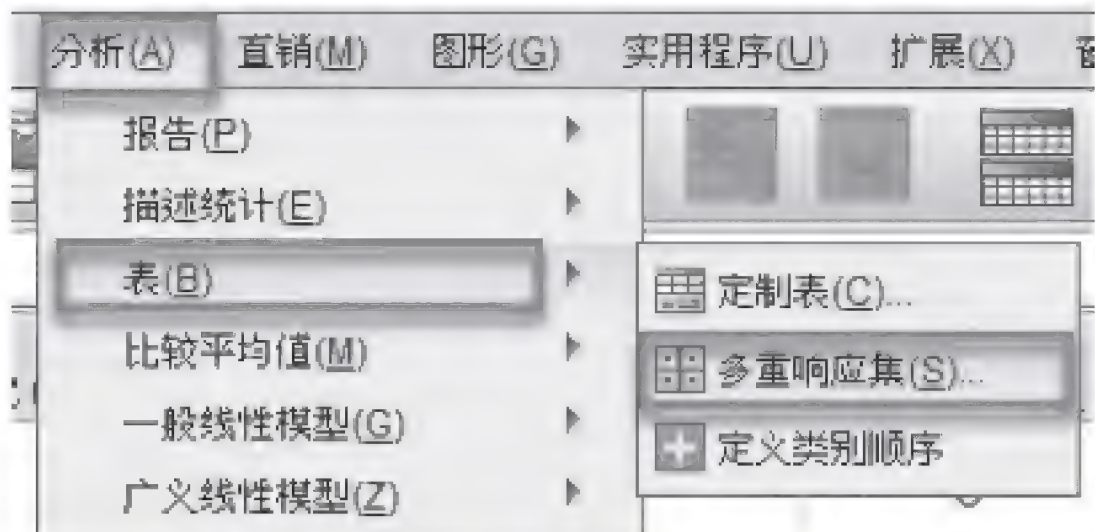 分析(A) 直销(M) 图形(G) 实用程序(U) 扩展(X)
报告(P)
描述统计(E)
表(B)
定制表(C)...
比较平均值(M)
多重响应集(S)...
一般线性模型(G)
定义类别顺序
广义线性模型(Z)